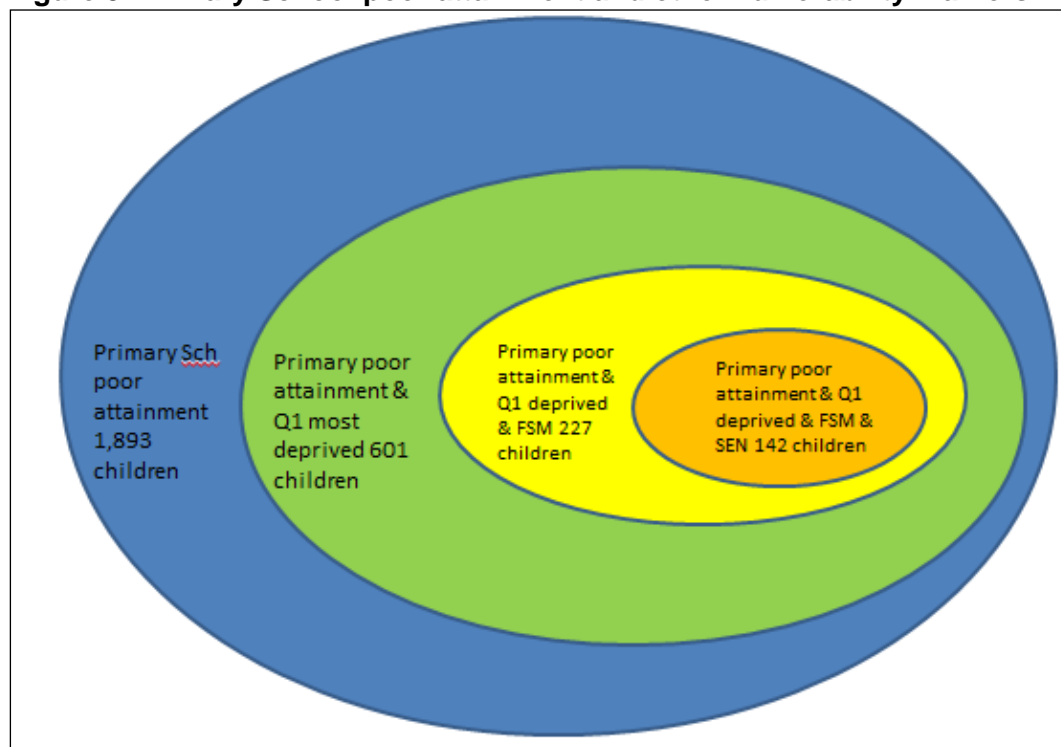 Primary Sch
poor
attainment
1,893
children
Primary poor
attainment &
Q1 most
deprived 601
children
Primary poor
attainment &
Q1 deprived
& FSM 227
children
Primary poor
attainment & Q1
deprived & FSM &
SEN 142 children